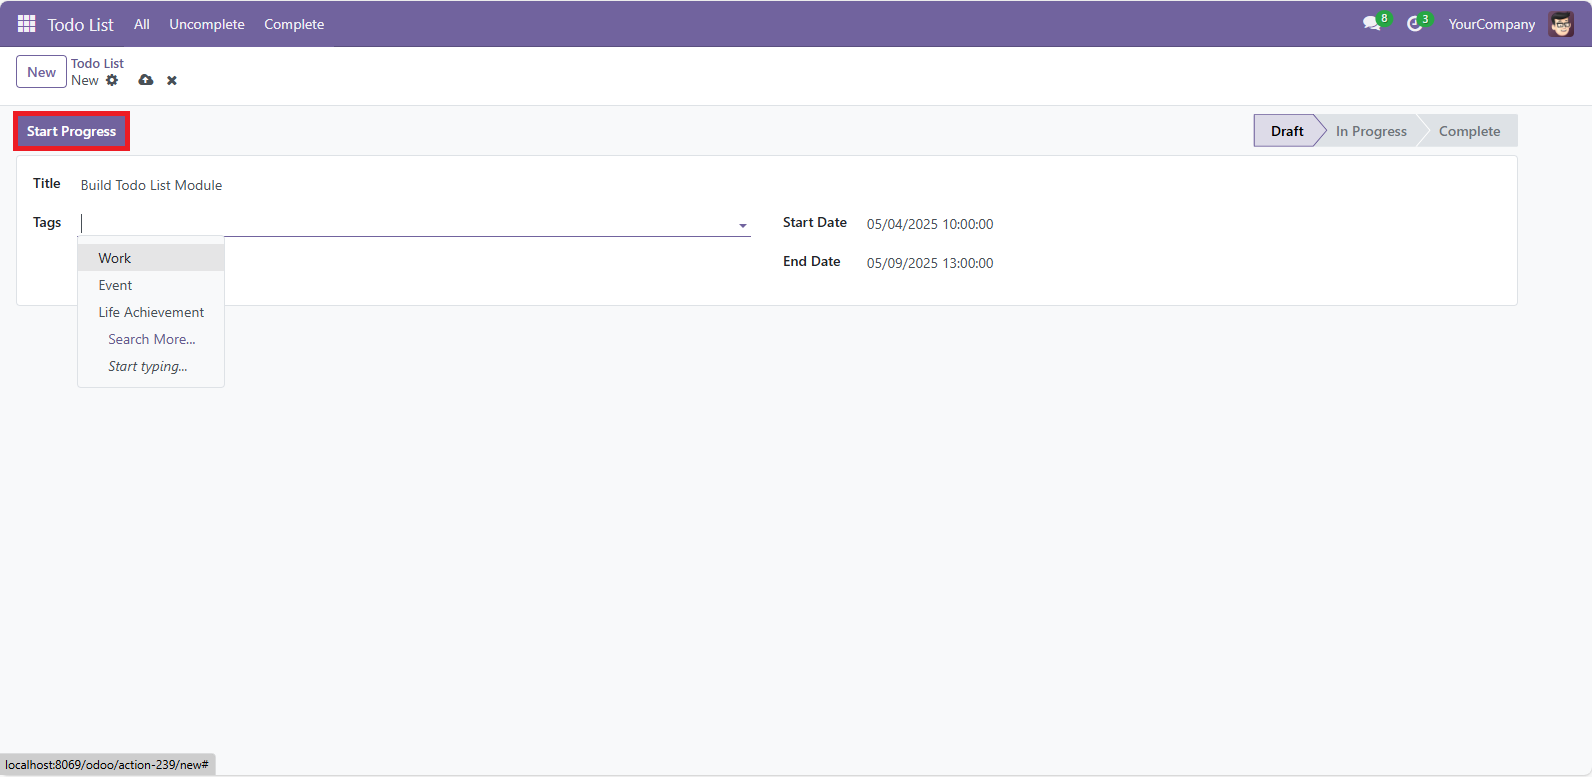 Todo List All Uncomplete Complete 8 3 YourCompany
New Todo List
New
Start Progress Draft In Progress Complete
Title Build Todo List Module
Tags Start Date 05/04/2025 10:00:00
End Date 05/09/2025 13:00:00
Work
Event
Life Achievement
Search More...
Start typing...
localhost:8069/odoo/action-239/new#